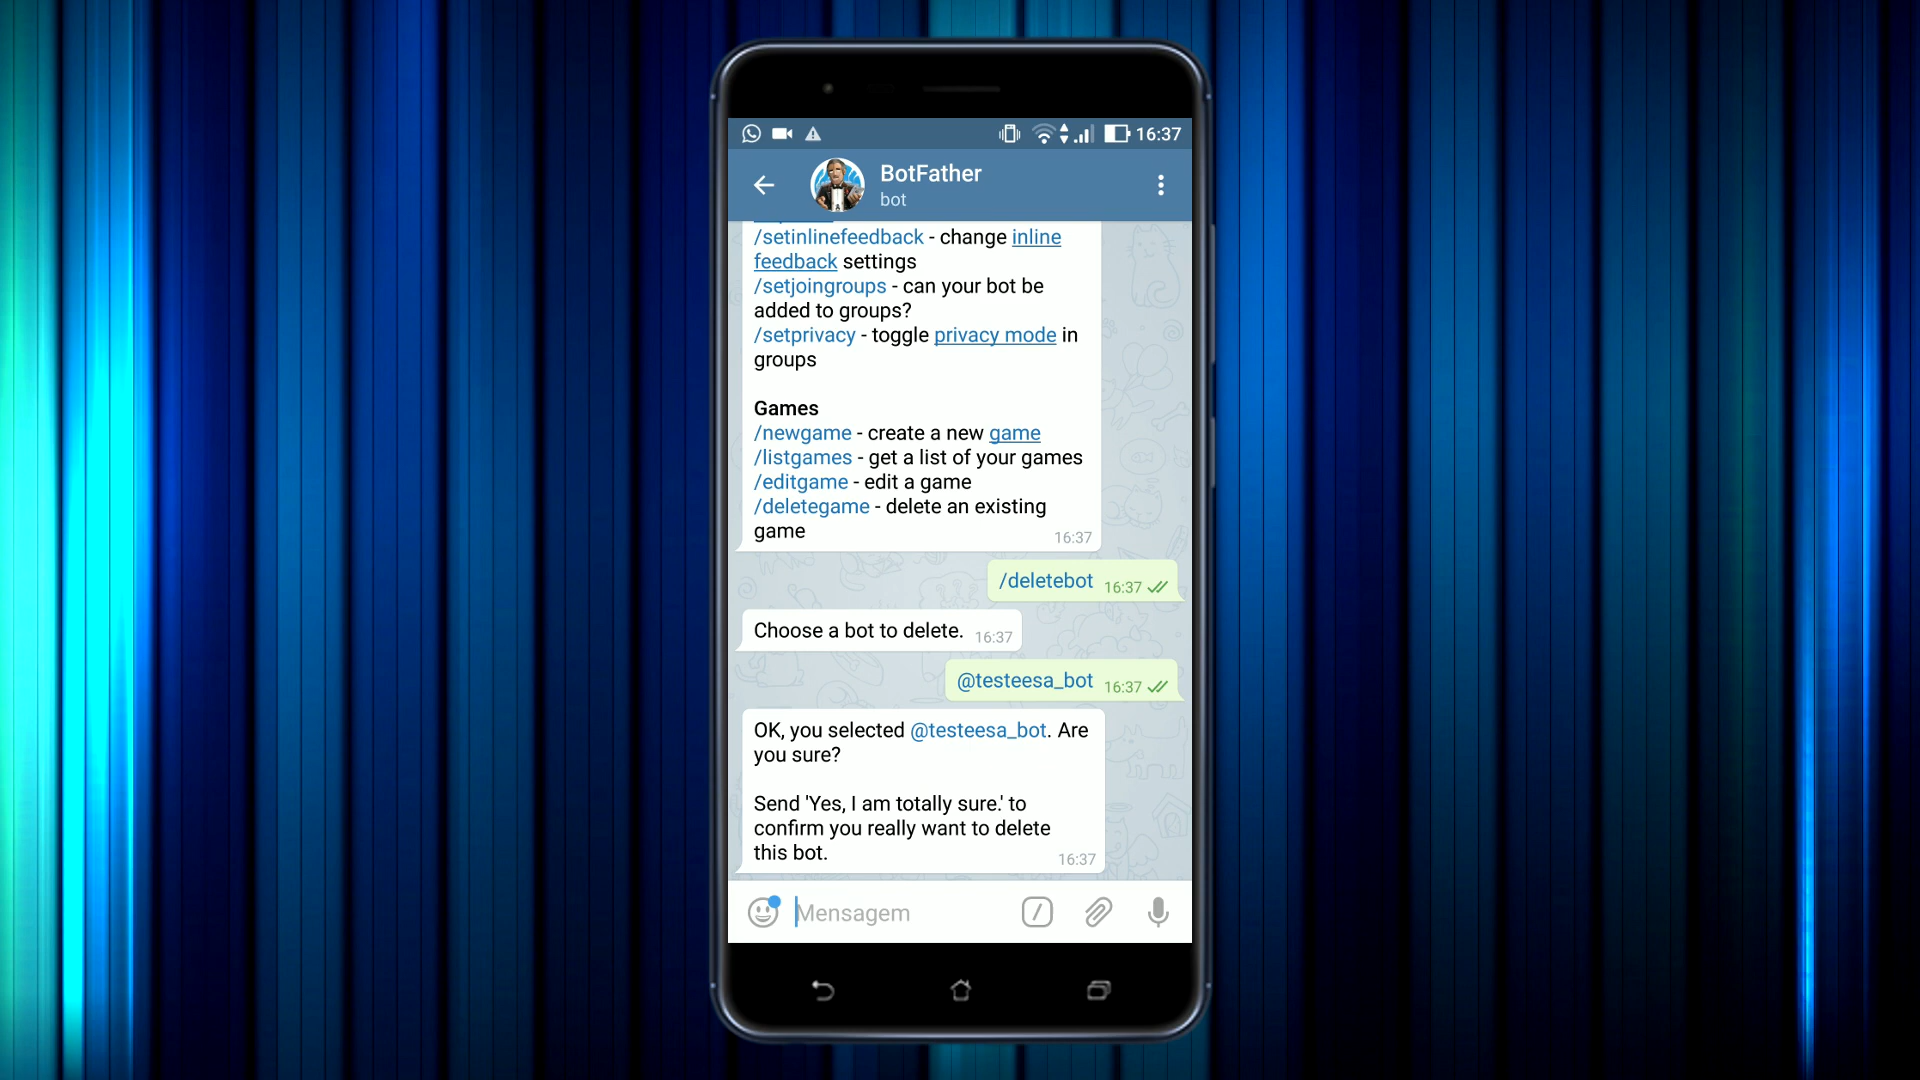 16:37
BotFather
bot
/setinlinefeedback - change inline
feedback settings
/setjoingroups - can your bot be
added to groups?
/setprivacy - toggle privacy mode in
groups
Games
/newgame - create a new game
/listgames - get a list of your games
/editgame - edit a game
/deletegame - delete an existing
game
16:37
/deletebot 16:37
Choose a bot to delete. 16:37
@testeesa_bot 16:37
OK, you selected @testeesa_bot. Are
you sure?
Send 'Yes, I am totally sure.' to
confirm you really want to delete
this bot.
16:37
Mensagem